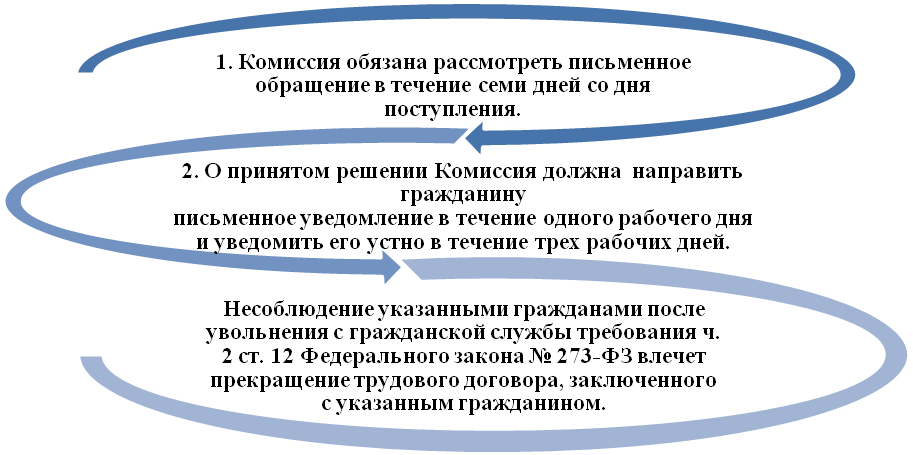 1. Комиссия обязана рассмотреть письменное
обращение в течение семи дней со дня
поступления.
2. О принятом решении Комиссия должна направить
гражданину
письменное уведомление в течение одного рабочего дня
и уведомить его устно в течение трех рабочих дней.
Несоблюдение указанными гражданами после
увольнения с гражданской службы требования ч.
2 ст. 12 Федерального закона № 273-ФЗ влечет
прекращение трудового договора, заключенного
с указанным гражданином.